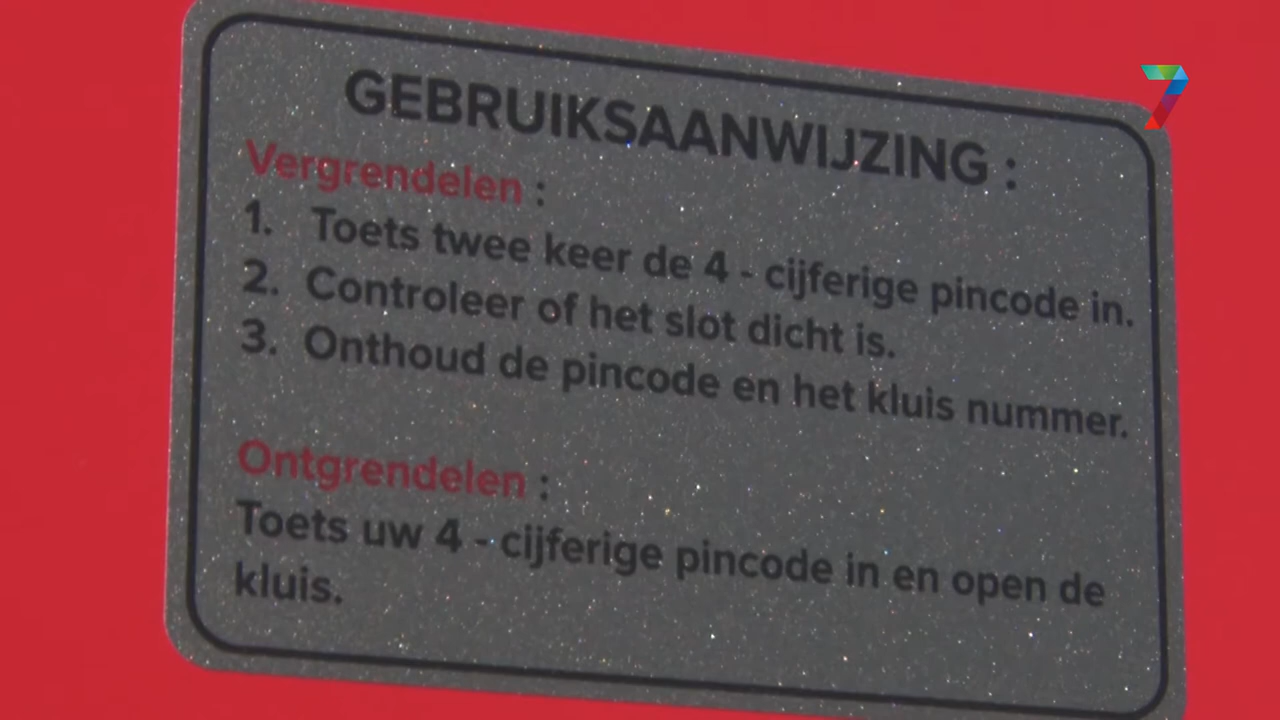 GEBRUIKSAANWIJZING :
Vergrendelen :
1. Toets twee keer de 4 - cijferige pincode in.
2. Controleer of het slot dicht is.
3. Onthoud de pincode en het kluis nummer.
Ontgrendelen :
Toets uw 4 - cijferige pincode in en open de
kluis.
7